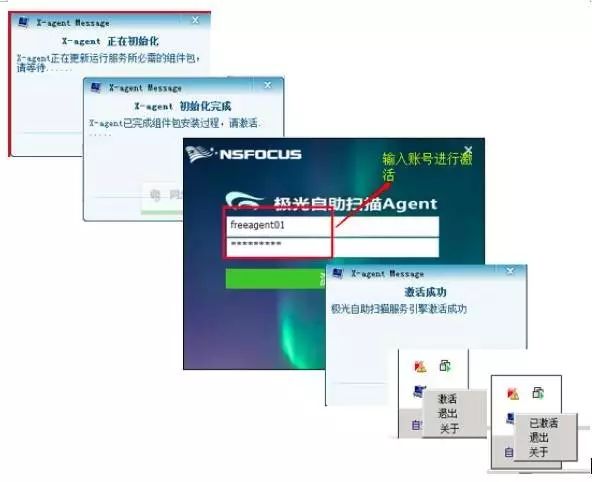 X-agent Message
X-agent 正在初始化
X-agent正在更新运行服务所必需的组件包,
请等待......
X-agent Message
X-agent 初始化完成
X-agent已完成组件包安装过程,请激活.
.....
NSFOCUS
输入账号进行激
活
极光自助扫描Agent
freeagent01
*********
X-agent Message
激活成功
极光自助扫描服务引擎激活成功
激活
退出
关于
自
已激活
退出
关于
自